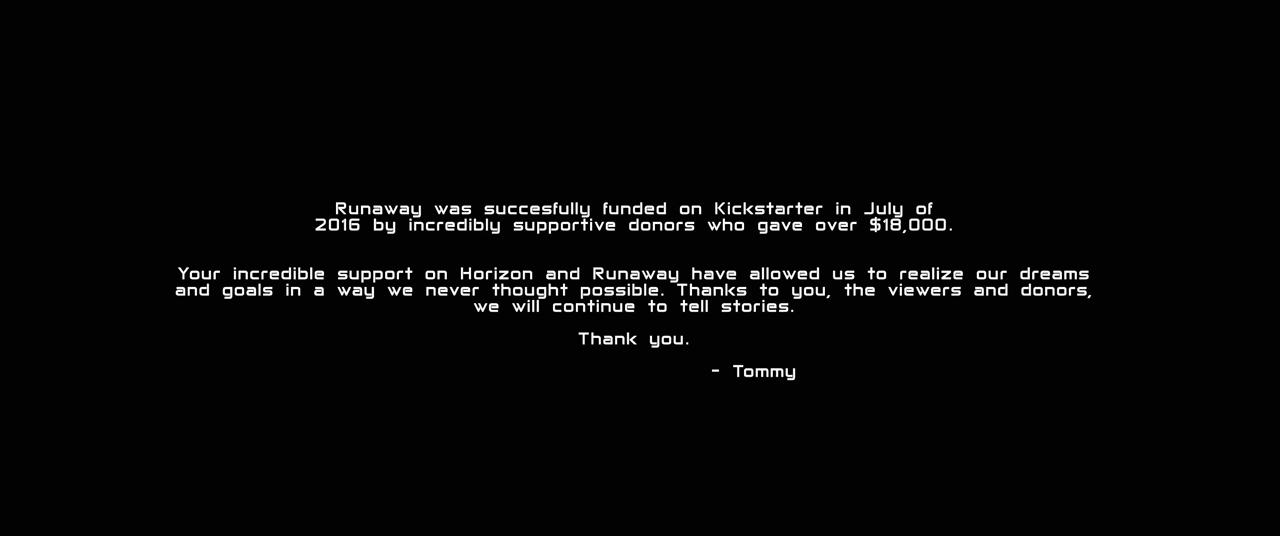 Runaway was succesfully funded on Kickstarter in July of
2016 by incredibly supportive donors who gave over $18,000.
Your incredible support on Horizon and Runaway have allowed us to realize our dreams
and goals in a way we never thought possible. Thanks to you, the viewers and donors,
we will continue to tell stories.
Thank you.
- Tommy